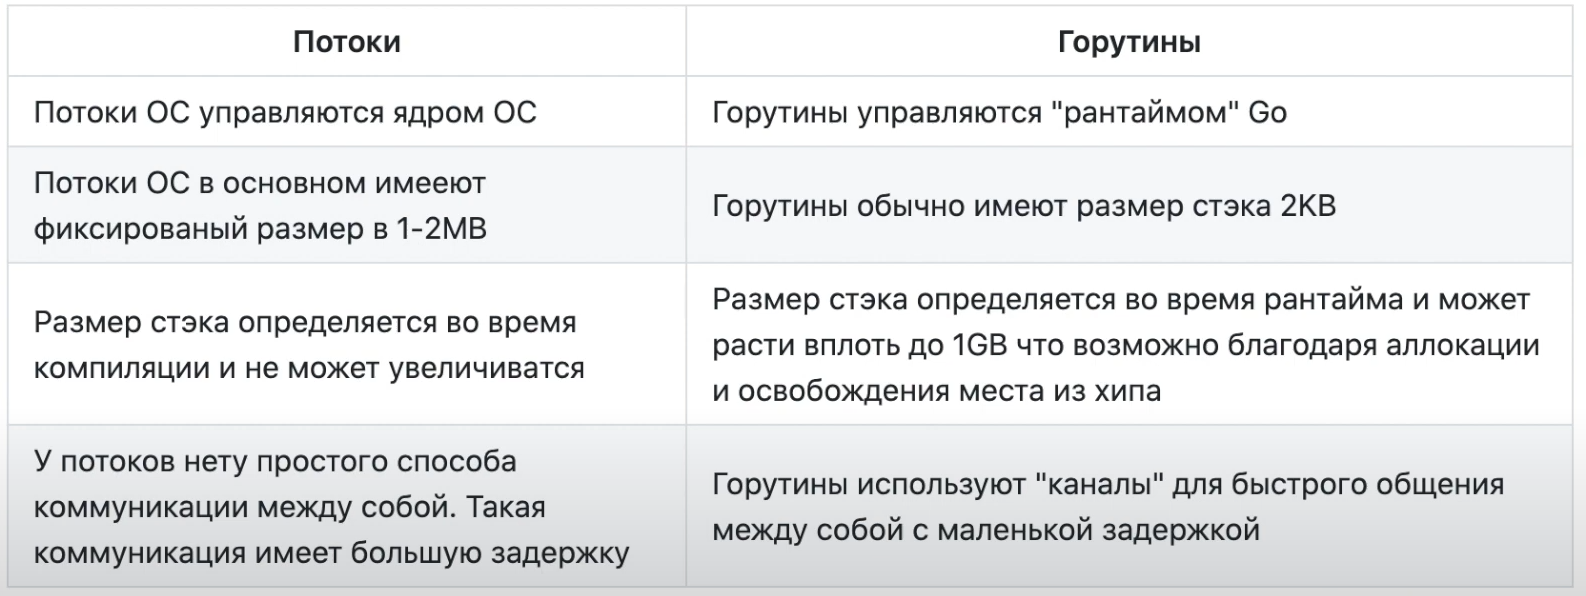 Потоки
Горутины
Потоки ОС управляются ядром ОС
Горутины управляются "рантаймом" Go
Потоки ОС в основном имееют
фиксированый размер в 1-2MB
Горутины обычно имеют размер стэка 2KB
Размер стэка определяется во время
компиляции и не может увеличиватся
Размер стэка определяется во время рантайма и может
расти вплоть до 1GB что возможно благодаря аллокации
и освобождения места из хипа
У потоков нету простого способа
коммуникации между собой. Такая
коммуникация имеет большую задержку
Горутины используют "каналы" для быстрого общения
между собой с маленькой задержкой